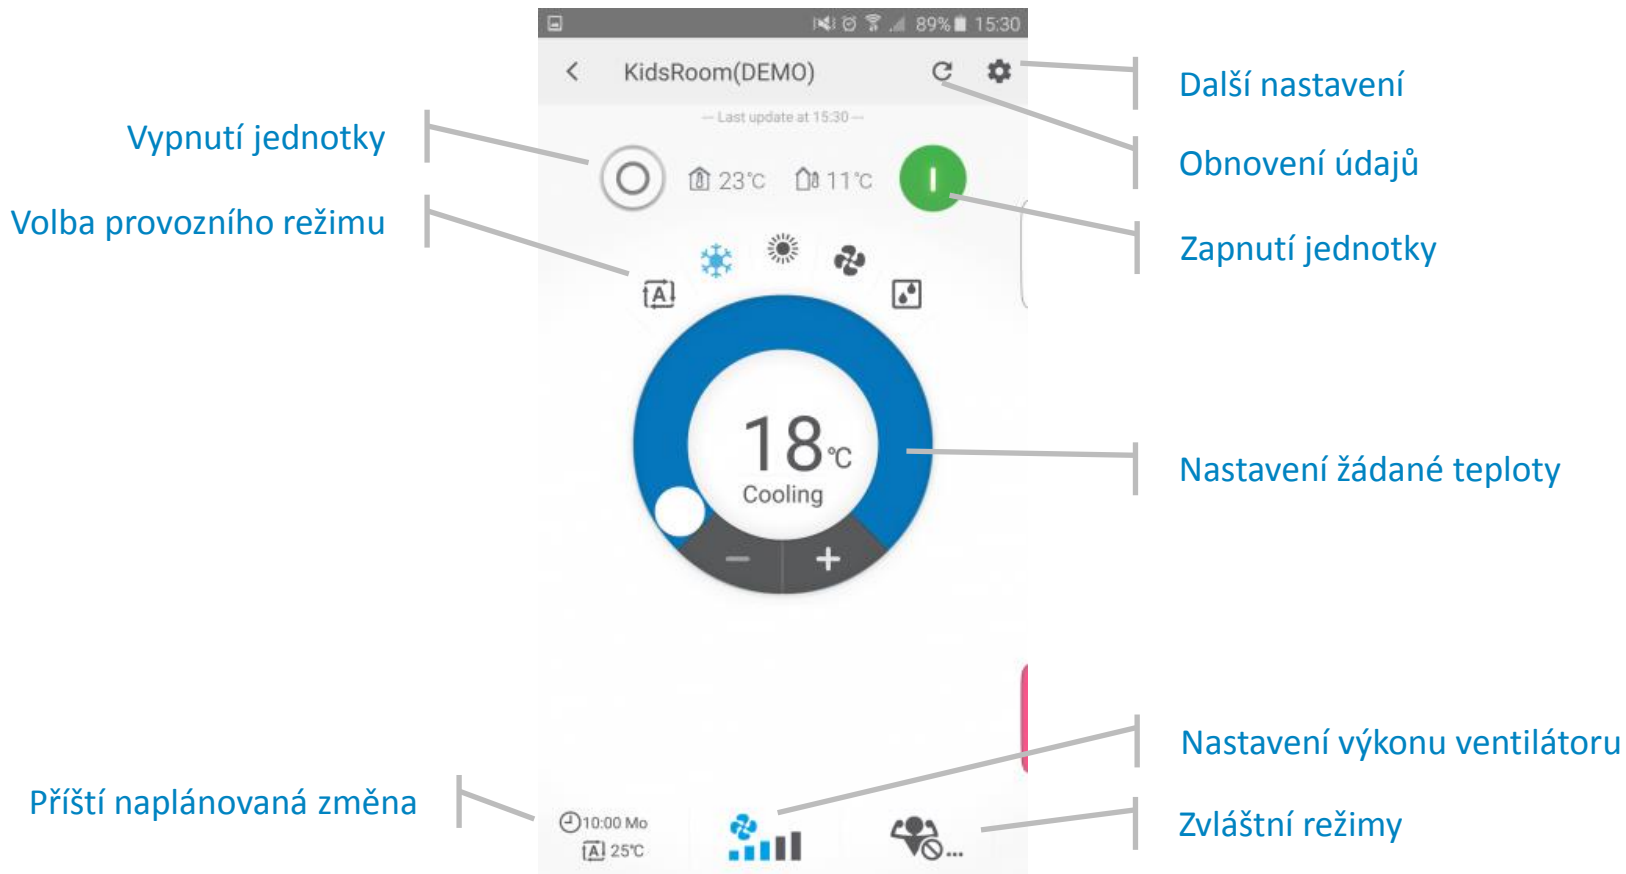 89% 15:30
KidsRoom(DEMO)
Další nastavení
--- Last update at 15:30 ---
Vypnutí jednotky
Obnovení údajů
23°C 11°C
Volba provozního režimu
Zapnutí jednotky
A
18°C
Cooling
Nastavení žádané teploty
Nastavení výkonu ventilátoru
Příští naplánovaná změna
10:00 Mo
A 25°C
...
Zvláštní režimy